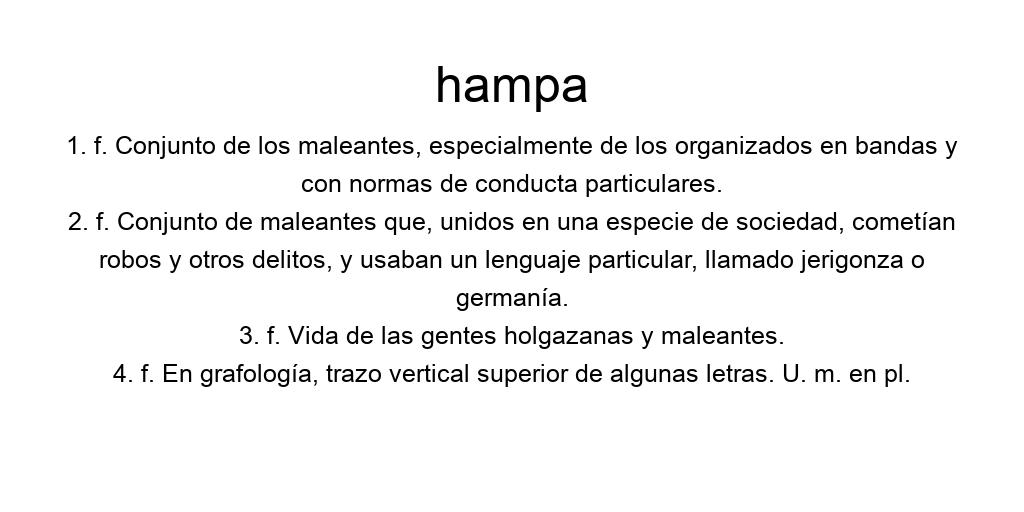 hampa
1. f. Conjunto de los maleantes, especialmente de los organizados en bandas y
con normas de conducta particulares.
2. f. Conjunto de maleantes que, unidos en una especie de sociedad, cometían
robos y otros delitos, y usaban un lenguaje particular, llamado jerigonza o
germanía.
3. f. Vida de las gentes holgazanas y maleantes.
4. f. En grafología, trazo vertical superior de algunas letras. U. m. en pl.